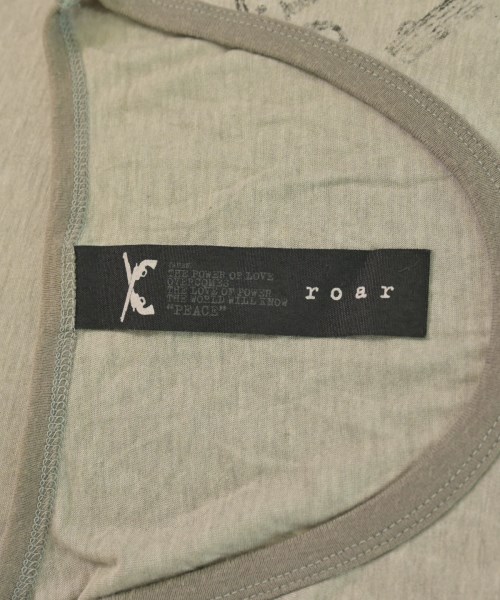 THE POWER OF LOVE
OVERCOMES
THE LOVE OF POWER
THE WORLD WILL KNOW
"PEACE"
roar